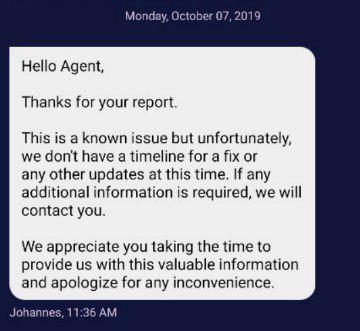 Monday, October 07, 2019
Hello Agent,
Thanks for your report.
This is a known issue but unfortunately,
we don't have a timeline for a fix or
any other updates at this time. If any
additional information is required, we will
contact you.
We appreciate you taking the time to
provide us with this valuable information
and apologize for any inconvenience.
Johannes, 11:36 AM